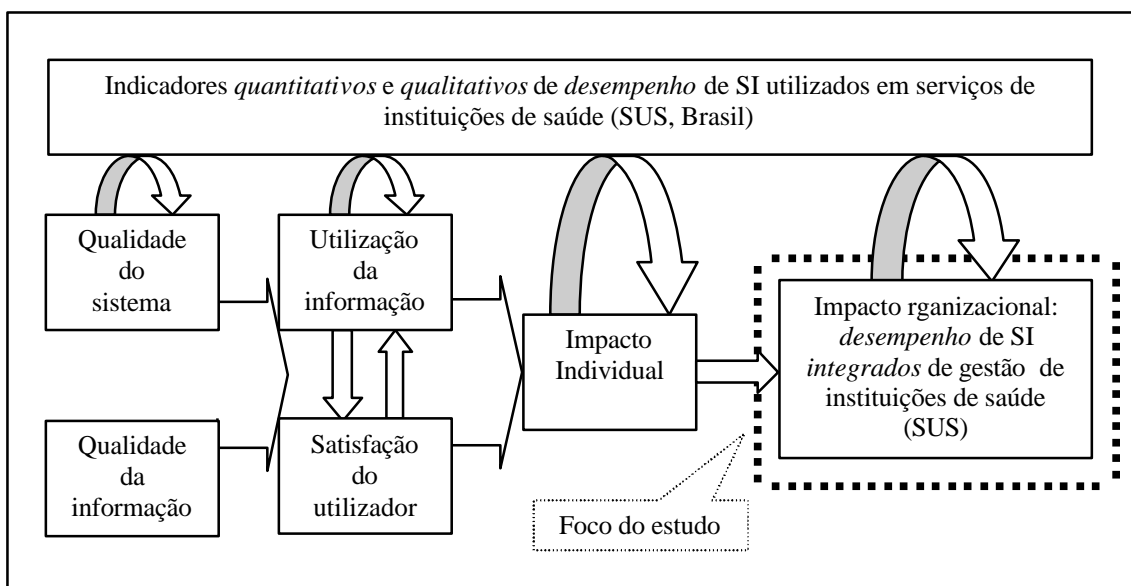 Indicadores quantitativos e qualitativos de desempenho de SI utilizados em serviços de
instituições de saúde (SUS, Brasil)
Qualidade
do
sistema
Utilização
da
informação
Impacto
Individual
Impacto rganizacional:
desempenho de SI
integrados de gestão de
instituições de saúde
(SUS)
Qualidade
da
informação
Satisfação
do
utilizador
Foco do estudo